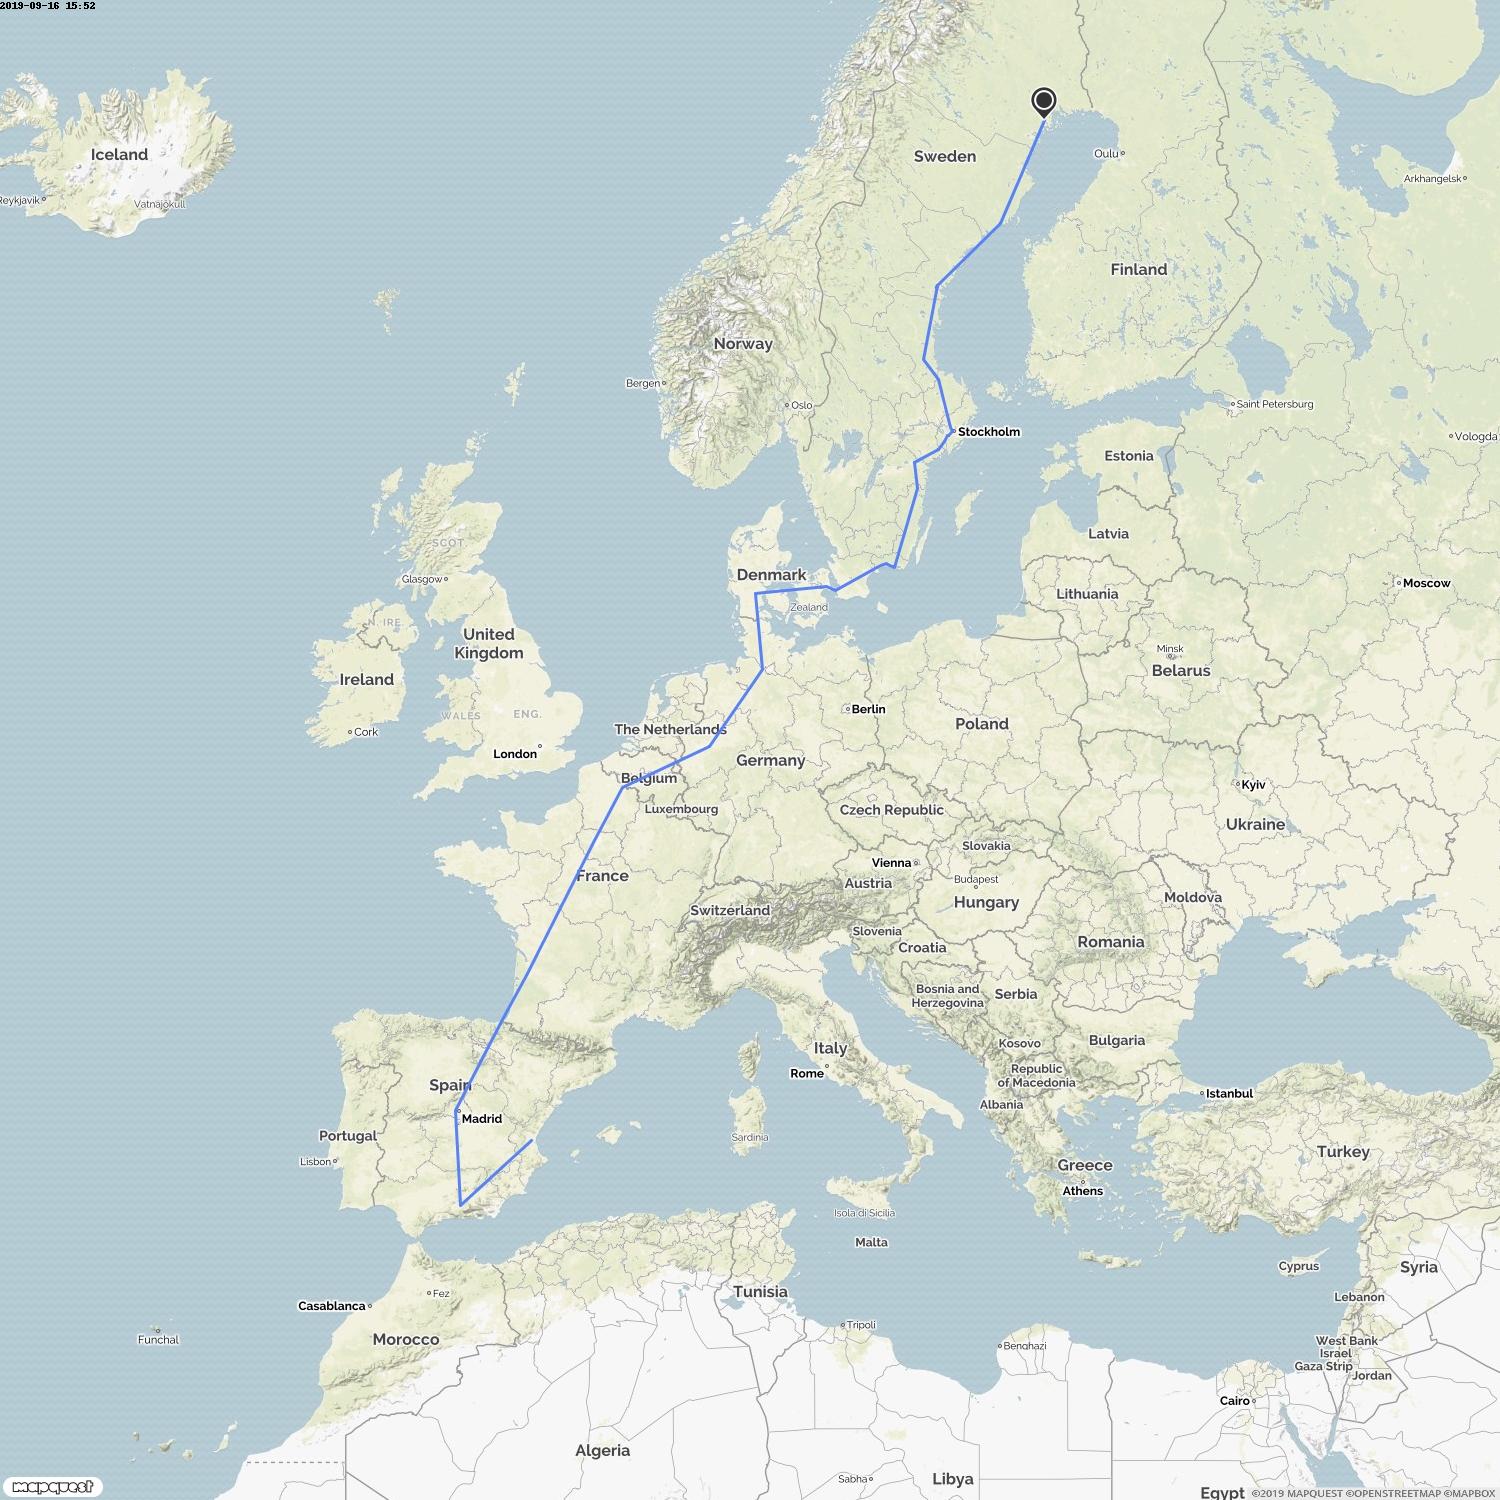 2019-09-16 15:52
Iceland
Reykjavik
Vatnajökull
Sweden
Oulu
Arkhangelsk
Finland
Norway
Bergen
Oslo
Saint Petersburg
Stockholm
Vologda
Estonia
SCOT.
Latvia
Glasgow
Denmark
Moscow
Lithuania
Zealand
N. IRE.
United
Kingdom
Minsk
Belarus
Ireland
WALES
ENG.
Berlin
Cork
The Netherlands
Poland
London
Germany
Belgium
Kyiv
Luxembourg
Czech Republic
Ukraine
Slovakia
Vienna
France
Austria
Budapest
Hungary
Moldova
Switzerland
Slovenia
Croatia
Romania
Bosnia and
Herzegovina
Serbia
Italy
Kosovo
Bulgaria
Rome
Republic
of Macedonia
Spain
Albania
Istanbul
Madrid
Portugal
Sardinia
Turkey
Lisbon
Greece
Athens
Isola di Sicilia
Malta
Cyprus
Syria
Tunisia
Fez
Lebanon
Casablanca
Funchal
Morocco
Tripoli
Benghazi
West Bank
Israel
Gaza Strip
Jordan
Cairo
Algeria
Sabha
Libya
Egypt
mapquest
©2019 MAPQUEST ©OPENSTREETMAP ©MAPBOX